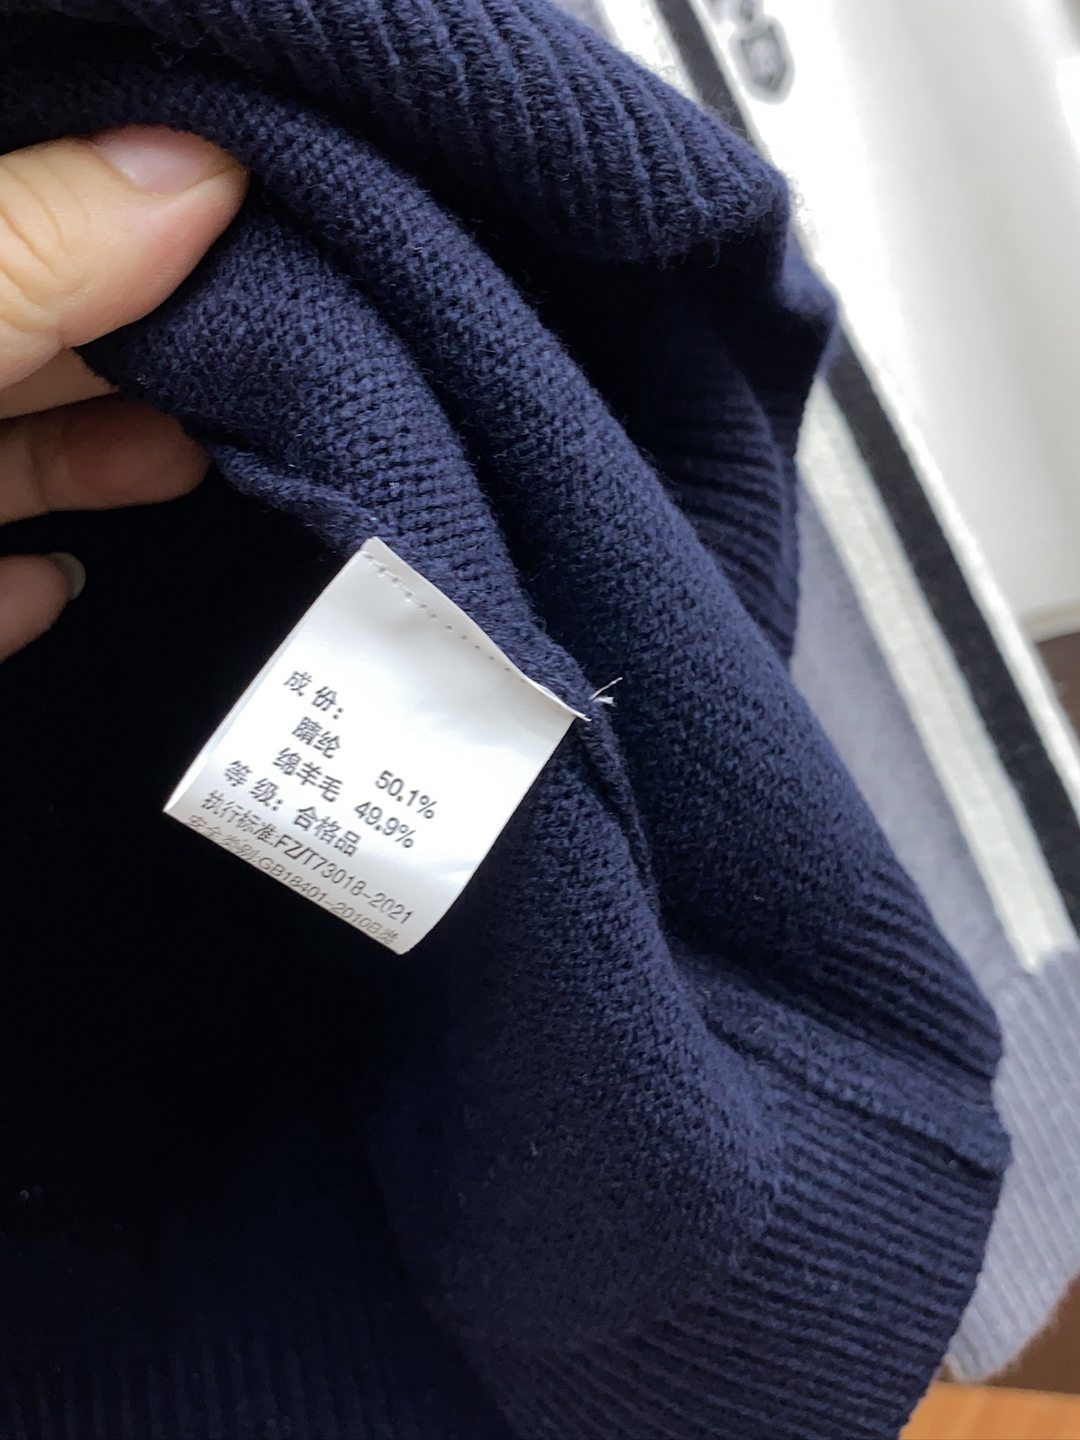 成 份:
腈纶 50.1%
绵羊毛 49.9%
等 级: 合格品
执行标准:FZ/T73018-2021
安全类别:GB18401-2010B类